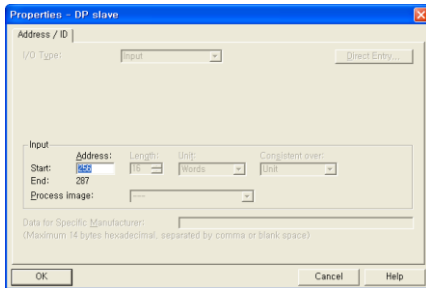 Properties - DP slave
Address / ID
I/O Type: Input Direct Entry...
Input
Address: Length: Unit: Consistent over:
Start: 256 16 Words Unit
End: 287
Process image: ---
Data for Specific Manufacturer:
(Maximum 14 bytes hexadecimal, separated by comma or blank space)
OK Cancel Help